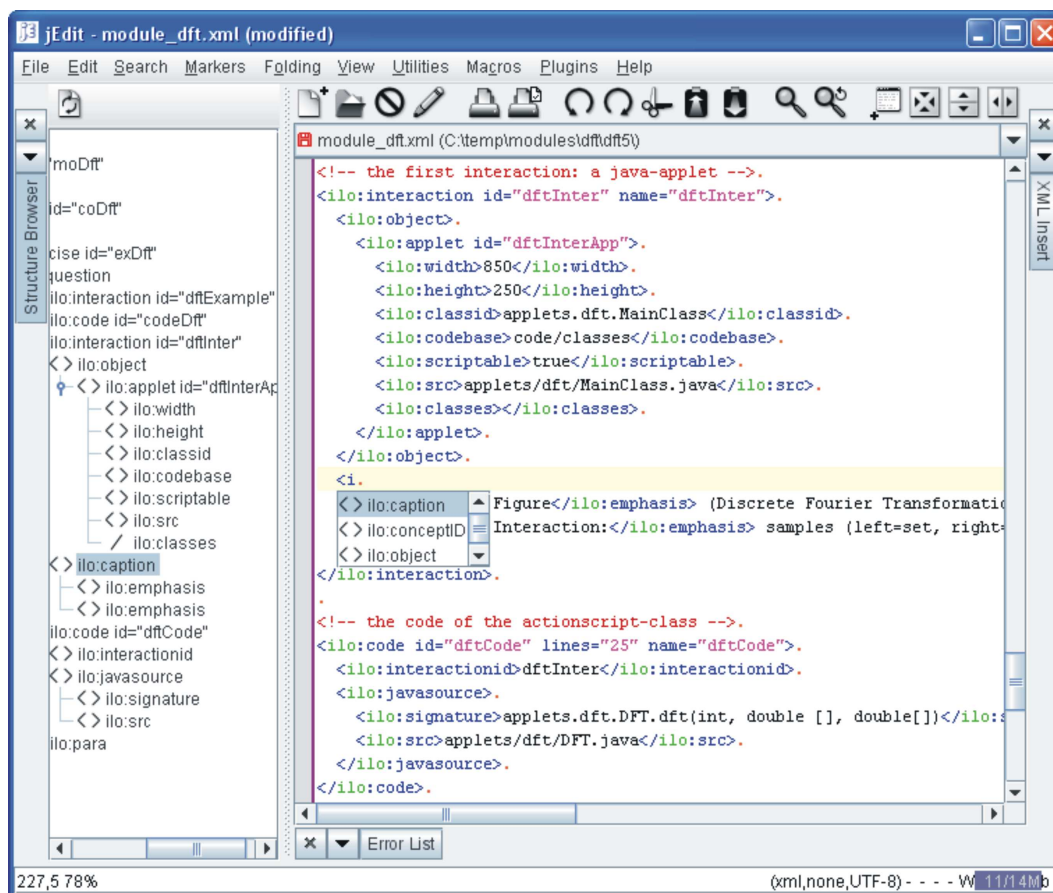 jEdit - module_dft.xml (modified)
File Edit Search Markers Folding View Utilities Macros Plugins Help
Structure Browser
"moDft"
id="coDft"
cise id="exDft"
question
ilo:interaction id="dftExample"
ilo:code id="codeDft"
ilo:interaction id="dftInter"
<> ilo:object
<> ilo:applet id="dftInterAp
<> ilo:width
<> ilo:height
<> ilo:classid
<> ilo:codebase
<> ilo:scriptable
<> ilo:src
/ ilo:classes
<> ilo:caption
<> ilo:emphasis
<> ilo:emphasis
ilo:code id="dftCode"
<> ilo:interactionid
<> ilo:javasource
<> ilo:signature
<> ilo:src
ilo:para
module_dft.xml (C:\temp\modules\dft\dft5\)
<!-- the first interaction: a java-applet -->.
<ilo:interaction id="dftInter" name="dftInter">.
<ilo:object>.
<ilo:applet id="dftInterApp">.
<ilo:width>850</ilo:width>.
<ilo:height>250</ilo:height>.
<ilo:classid>applets.dft.MainClass</ilo:classid>.
<ilo:codebase>code/classes</ilo:codebase>.
<ilo:scriptable>true</ilo:scriptable>.
<ilo:src>applets/dft/MainClass.java</ilo:src>.
<ilo:classes></ilo:classes>.
</ilo:applet>.
</ilo:object>.
<i.
<> ilo:caption
<> ilo:conceptID
<> ilo:object
Figure</ilo:emphasis> (Discrete Fourier Transformatio
Interaction:</ilo:emphasis> samples (left=set, right=
</ilo:interaction>.
.
<!-- the code of the actionscript-class -->.
<ilo:code id="dftCode" lines="25" name="dftCode">.
<ilo:interactionid>dftInter</ilo:interactionid>.
<ilo:javasource>.
<ilo:signature>applets.dft.DFT.dft(int, double [], double[])</ilo:s
<ilo:src>applets/dft/DFT.java</ilo:src>.
</ilo:javasource>.
</ilo:code>.
XML Insert
Error List
227,5 78%
(xml,none,UTF-8) - - - - W 11/14Mb